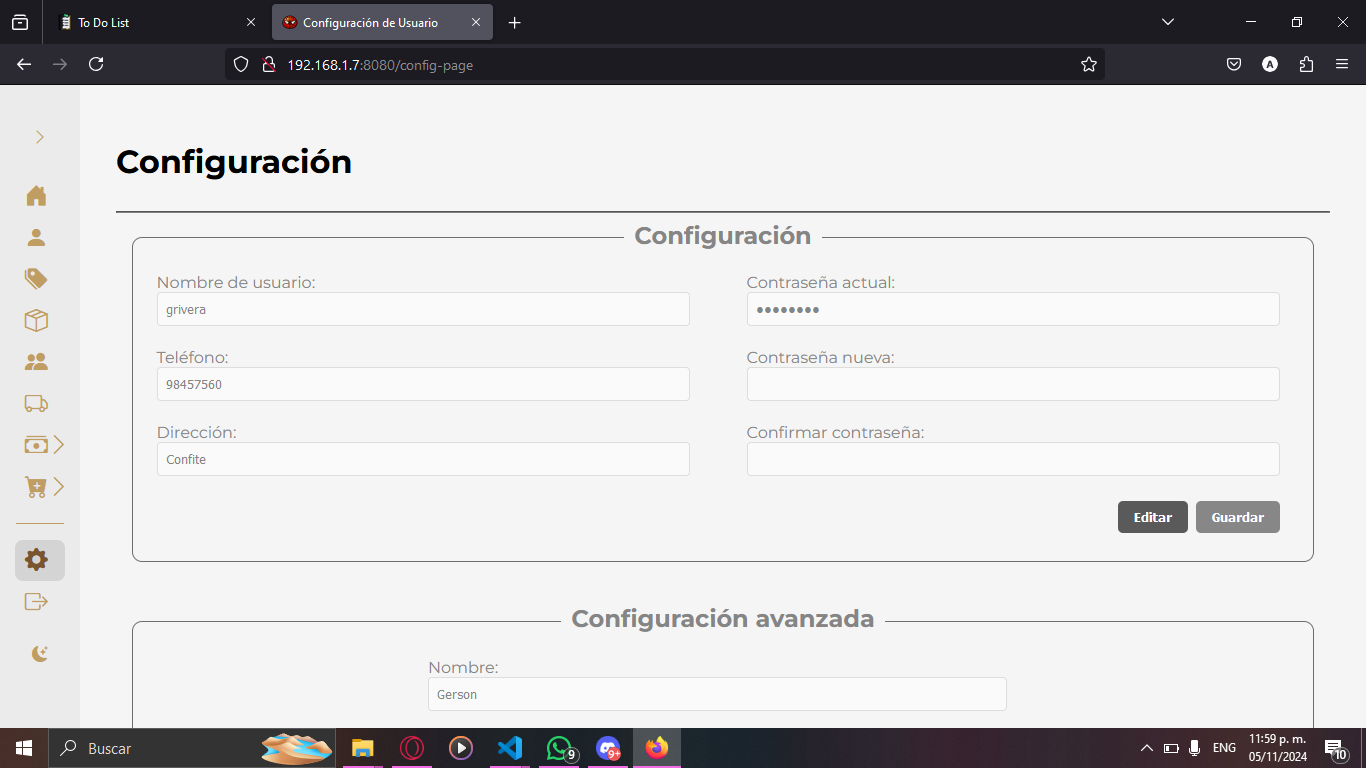 To Do List
Configuración de Usuario
192.168.1.7:8080/config-page
A
Configuración
Configuración
Nombre de usuario:
grivera
Contraseña actual:
••••••••
Teléfono:
98457560
Contraseña nueva:
Dirección:
Confite
Confirmar contraseña:
Editar
Guardar
Configuración avanzada
Nombre:
Gerson
Buscar
9
9+
ENG
11:59 p. m.
05/11/2024
10